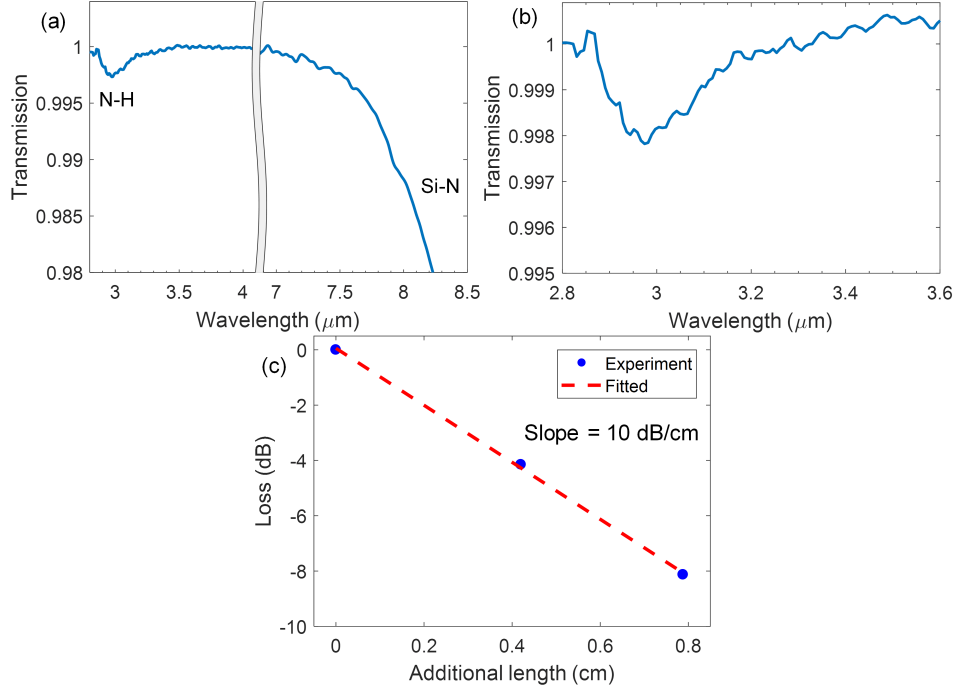 (a)
1
0.995
0.99
0.985
0.98
Transmission
N-H
Si-N
3
3.5
4
7
7.5
8
8.5
Wavelength (μm)
(b)
1
0.999
0.998
0.997
0.996
0.995
Transmission
2.8
3
3.2
3.4
3.6
Wavelength (μm)
(c)
0
-2
-4
-6
-8
-10
Loss (dB)
Experiment
Fitted
Slope = 10 dB/cm
0
0.2
0.4
0.6
0.8
Additional length (cm)